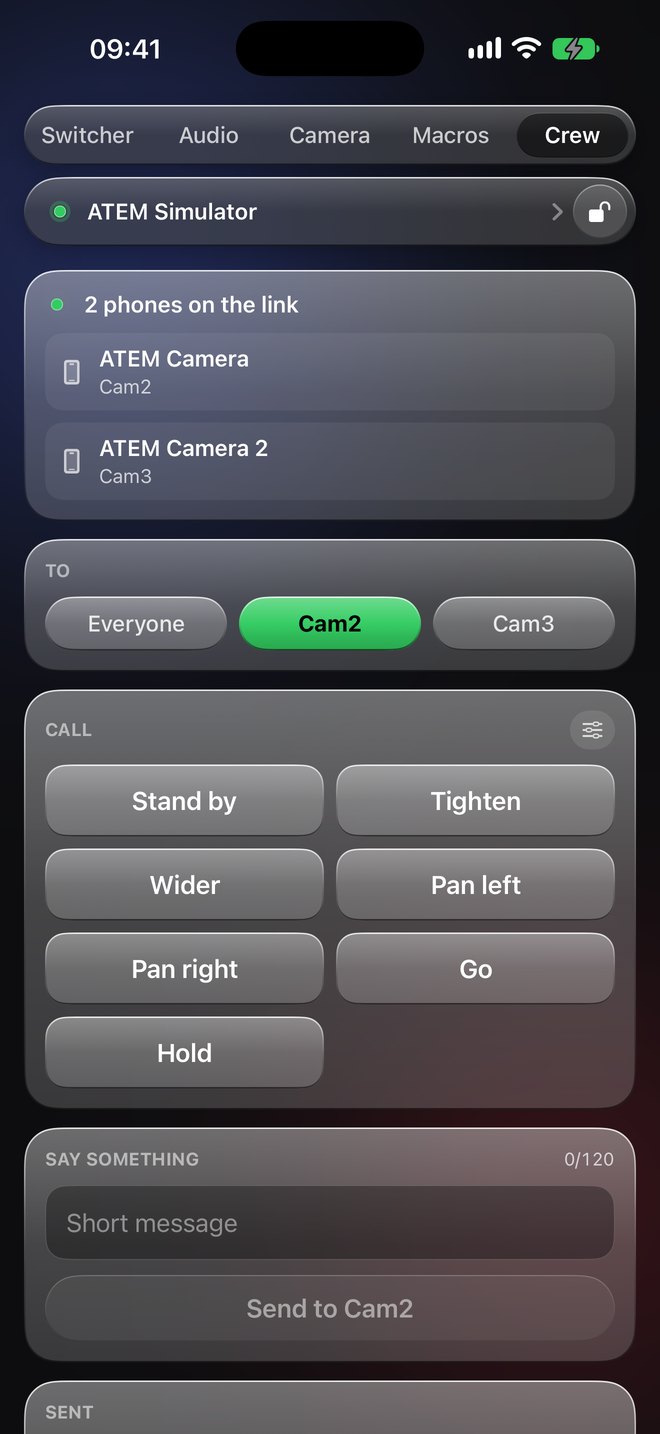 09:41
Switcher Audio Camera Macros Crew
ATEM Simulator
2 phones on the link
ATEM Camera
Cam2
ATEM Camera 2
Cam3
TO
Everyone Cam2 Cam3
CALL
Stand by Tighten
Wider Pan left
Pan right Go
Hold
SAY SOMETHING 0/120
Short message
Send to Cam2
SENT